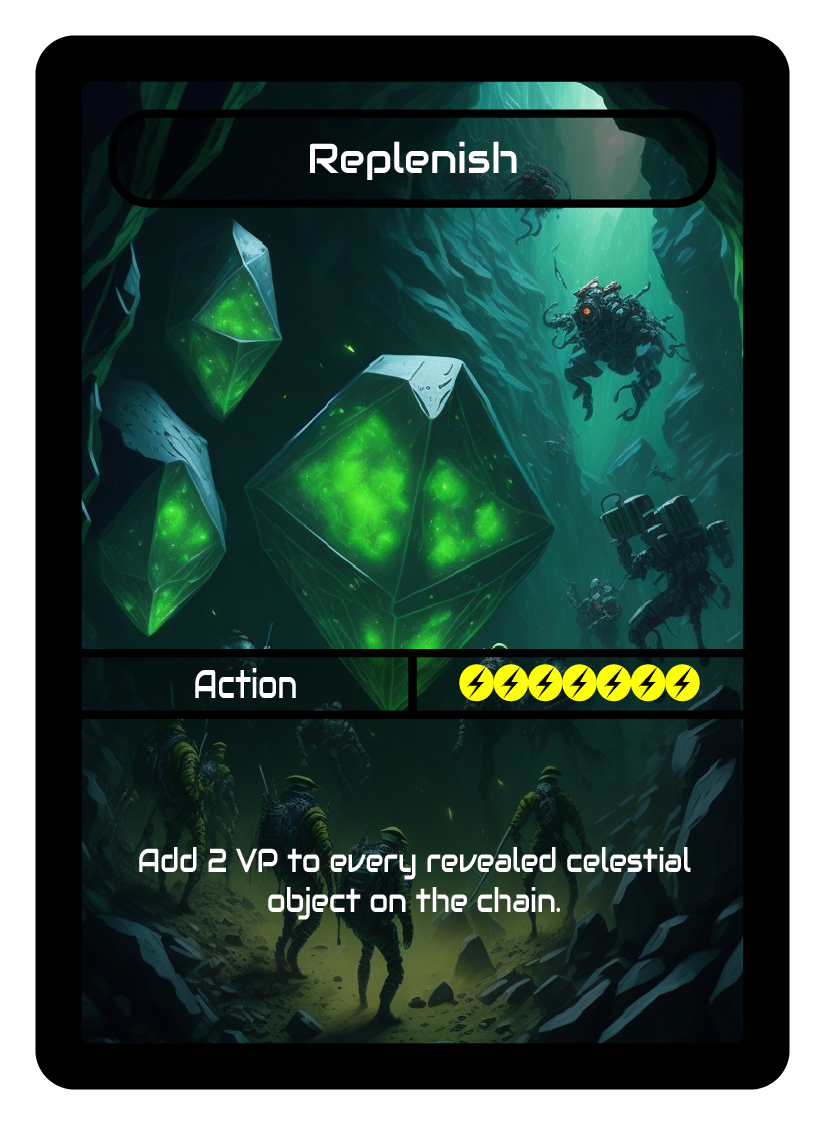 Replenish
Action
Add 2 VP to every revealed celestial
object on the chain.